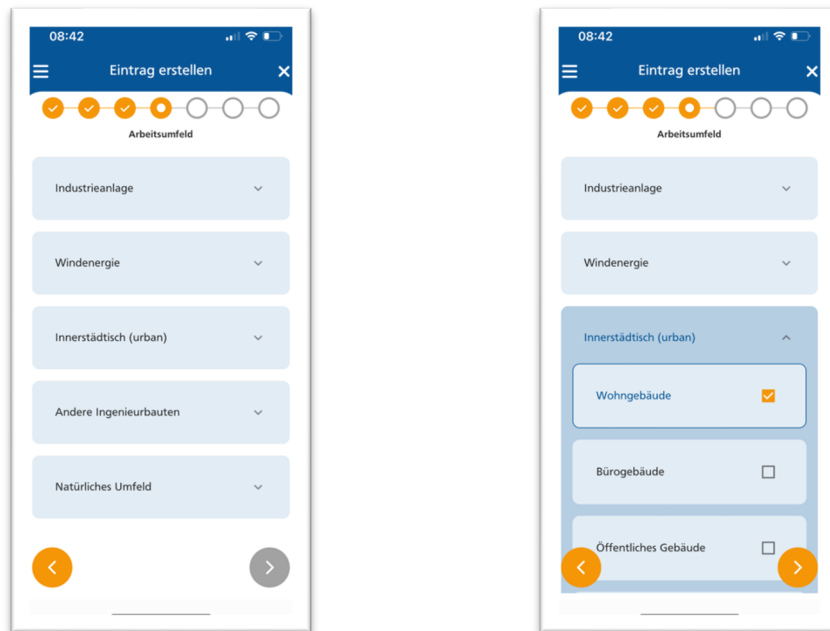 08:42
Eintrag erstellen
Arbeitsumfeld
Industrieanlage
Windenergie
Innerstädtisch (urban)
Andere Ingenieurbauten
Natürliches Umfeld
08:42
Eintrag erstellen
Arbeitsumfeld
Industrieanlage
Windenergie
Innerstädtisch (urban)
Wohngebäude
Bürogebäude
Öffentliches Gebäude